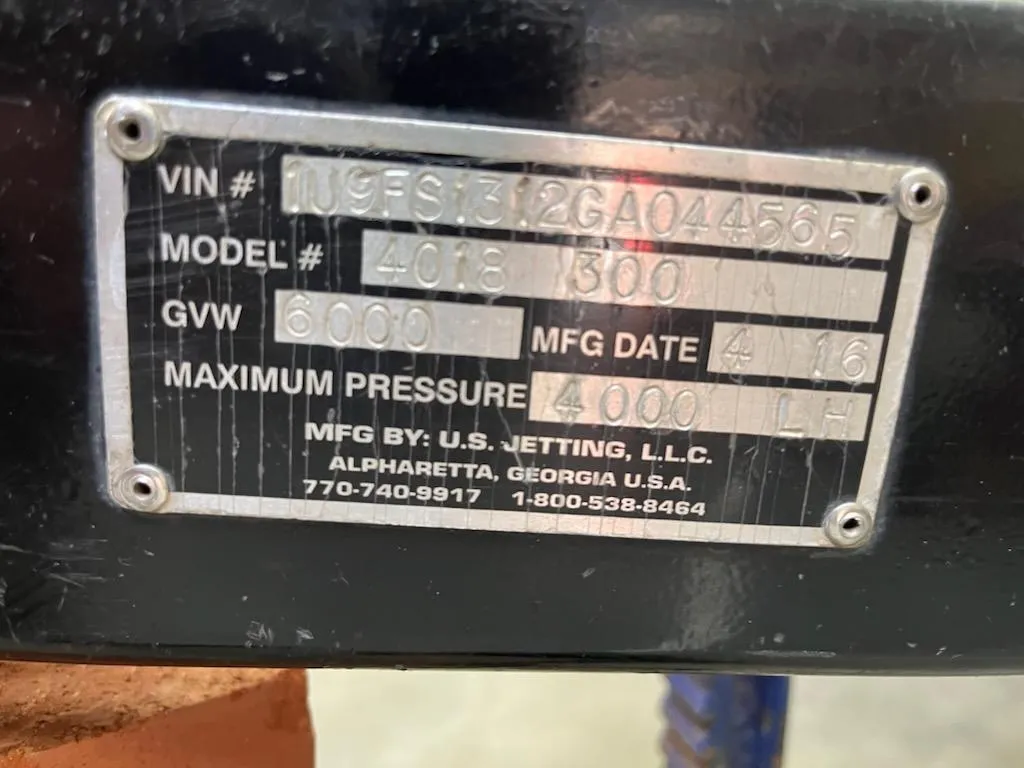 VIN # 1U9FS1312GA044565
MODEL # 4018 300
GVW 6000 MFG DATE 4 16
MAXIMUM PRESSURE 4000 LH
MFG BY: U.S. JETTING, L.L.C.
ALPHARETTA, GEORGIA U.S.A.
770-740-9917 1-800-538-8464